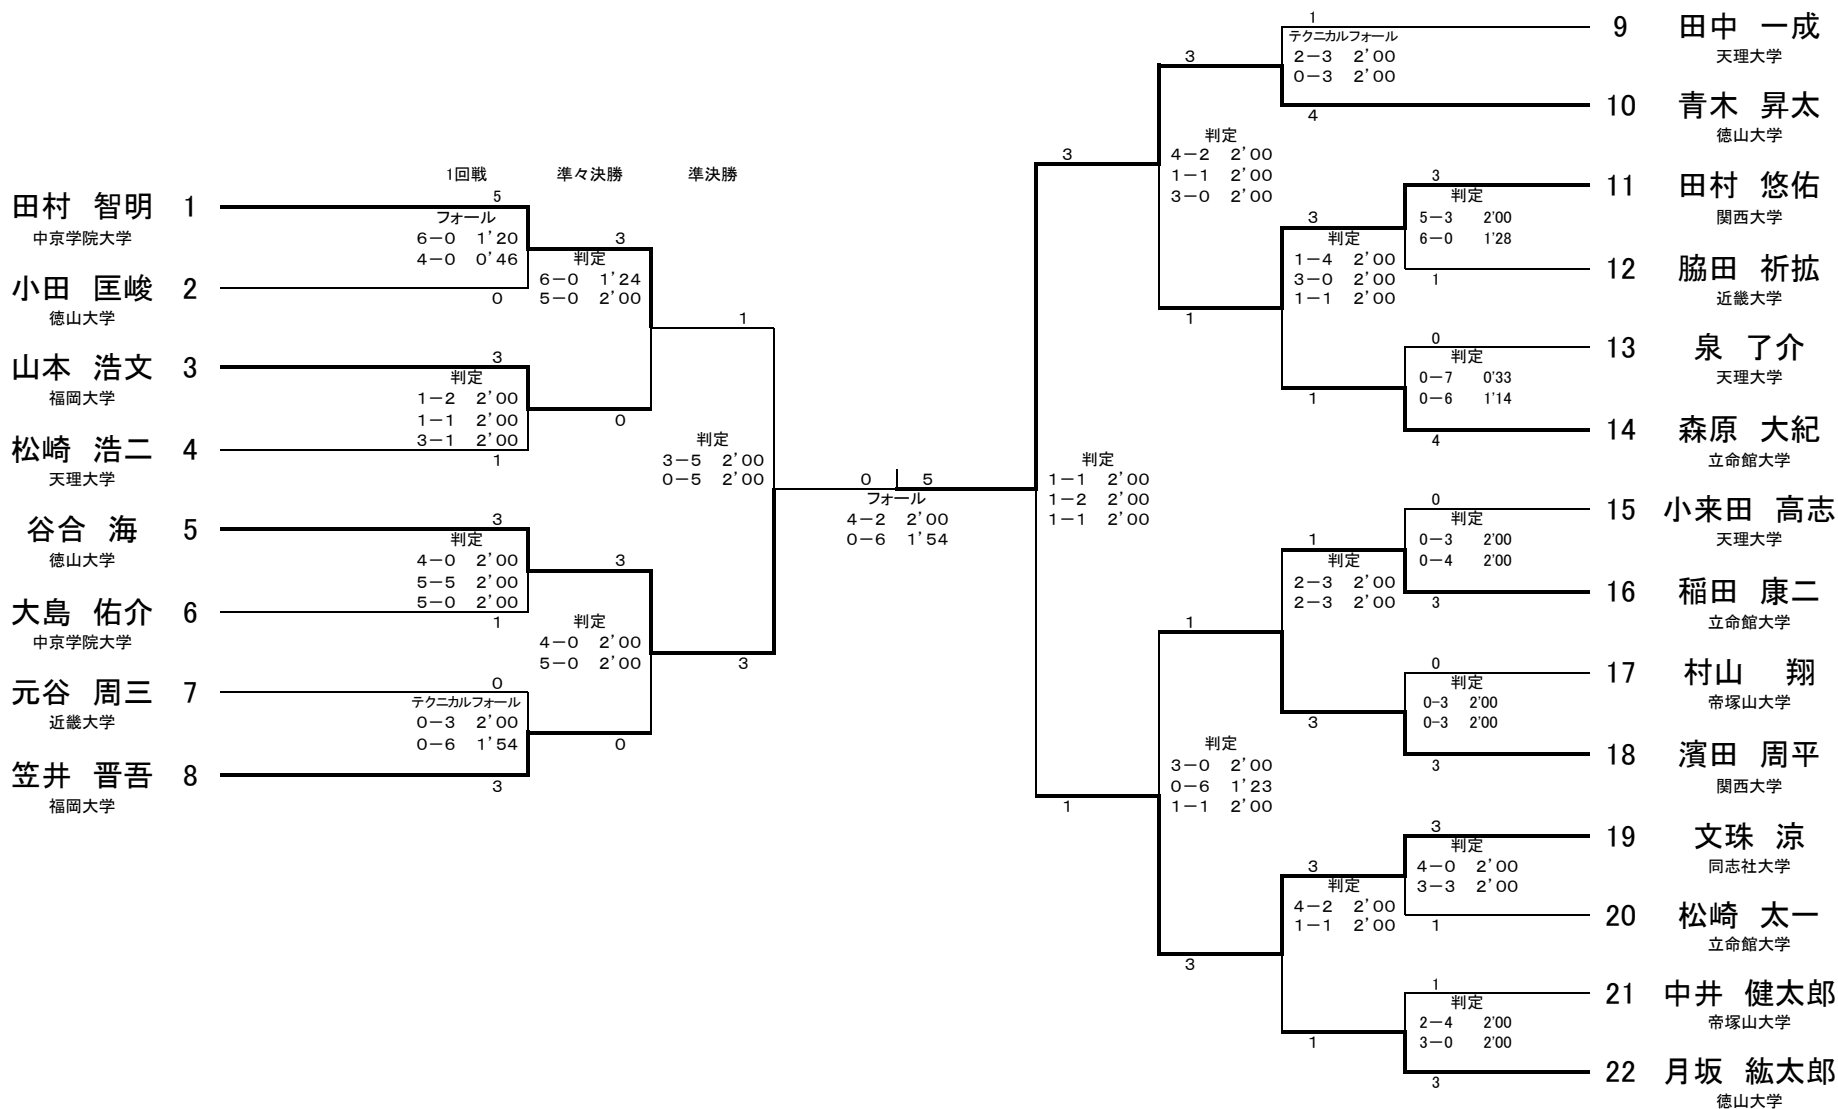 1回戦 準々決勝 準決勝
田村 智明 1
中京学院大学
5
フォール
6-0 1'20
4-0 0'46
0
小田 匡峻 2
徳山大学
3
判定
6-0 1'24
5-0 2'00
0
山本 浩文 3
福岡大学
3
判定
1-2 2'00
1-1 2'00
3-1 2'00
1
松崎 浩二 4
天理大学
1
判定
3-5 2'00
0-5 2'00
3
谷合 海 5
徳山大学
3
判定
4-0 2'00
5-5 2'00
5-0 2'00
1
大島 佑介 6
中京学院大学
3
判定
4-0 2'00
5-0 2'00
0
元谷 周三 7
近畿大学
0
テクニカルフォール
0-3 2'00
0-6 1'54
3
笠井 晋吾 8
福岡大学
0 5
フォール
4-2 2'00
0-6 1'54
3
判定
1-1 2'00
1-2 2'00
1-1 2'00
1
3
判定
4-2 2'00
1-1 2'00
3-0 2'00
1
1
テクニカルフォール
2-3 2'00
0-3 2'00
4
9 田中 一成
天理大学
10 青木 昇太
徳山大学
3
判定
1-4 2'00
3-0 2'00
1-1 2'00
1
3
判定
5-3 2'00
6-0 1'28
1
11 田村 悠佑
関西大学
12 脇田 祈拡
近畿大学
0
判定
0-7 0'33
0-6 1'14
4
13 泉 了介
天理大学
14 森原 大紀
立命館大学
1
判定
3-0 2'00
0-6 1'23
1-1 2'00
3
1
判定
2-3 2'00
2-3 2'00
3
0
判定
0-3 2'00
0-4 2'00
3
15 小来田 高志
天理大学
16 稲田 康二
立命館大学
0
判定
0-3 2'00
0-3 2'00
3
17 村山 翔
帝塚山大学
18 濱田 周平
関西大学
3
判定
4-2 2'00
1-1 2'00
1
3
判定
4-0 2'00
3-3 2'00
1
19 文珠 涼
同志社大学
20 松崎 太一
立命館大学
1
判定
2-4 2'00
3-0 2'00
3
21 中井 健太郎
帝塚山大学
22 月坂 紘太郎
徳山大学